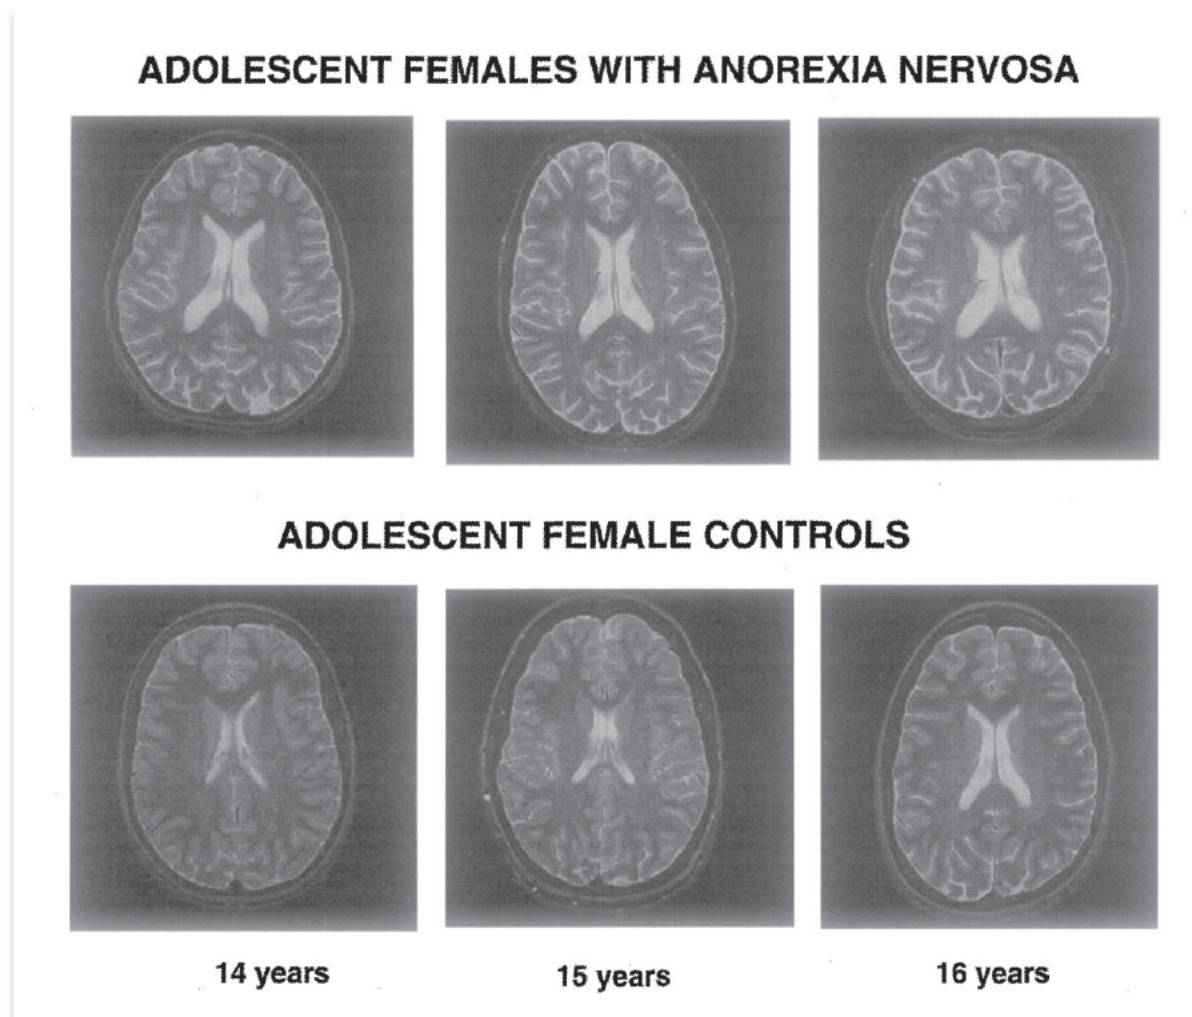 ADOLESCENT FEMALES WITH ANOREXIA NERVOSA
ADOLESCENT FEMALE CONTROLS
14 years
15 years
16 years